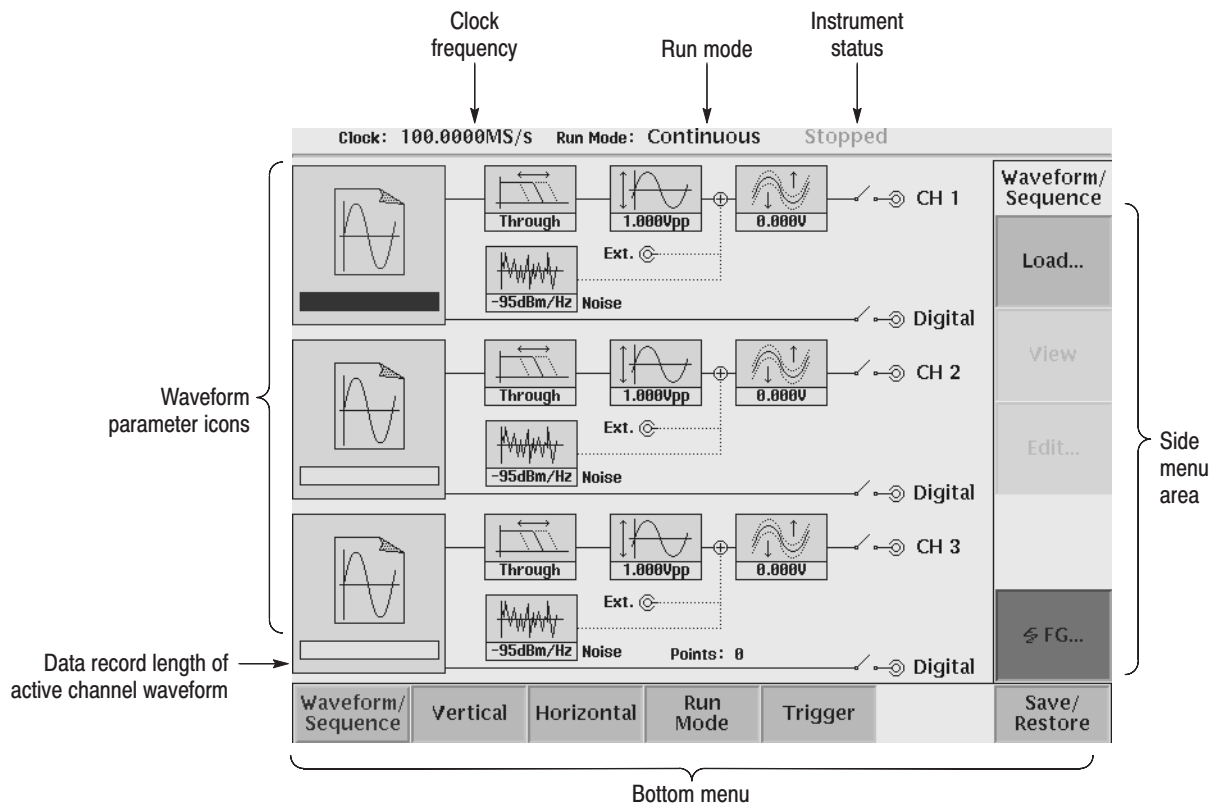 Clock
frequency
Run mode
Instrument
status
Clock: 100.0000MS/s Run Mode: Continuous Stopped
Waveform
parameter icons
Data record length of
active channel waveform
Through
1.000Vpp
0.000V
CH 1
Ext.
-95dBm/Hz Noise
Digital
Through
1.000Vpp
0.000V
CH 2
Ext.
-95dBm/Hz Noise
Digital
Through
1.000Vpp
0.000V
CH 3
Ext.
-95dBm/Hz Noise
Points: 0
Digital
Waveform/
Sequence
Load...
View
Edit...
FG...
Side
menu
area
Waveform/
Sequence
Vertical
Horizontal
Run
Mode
Trigger
Save/
Restore
Bottom menu